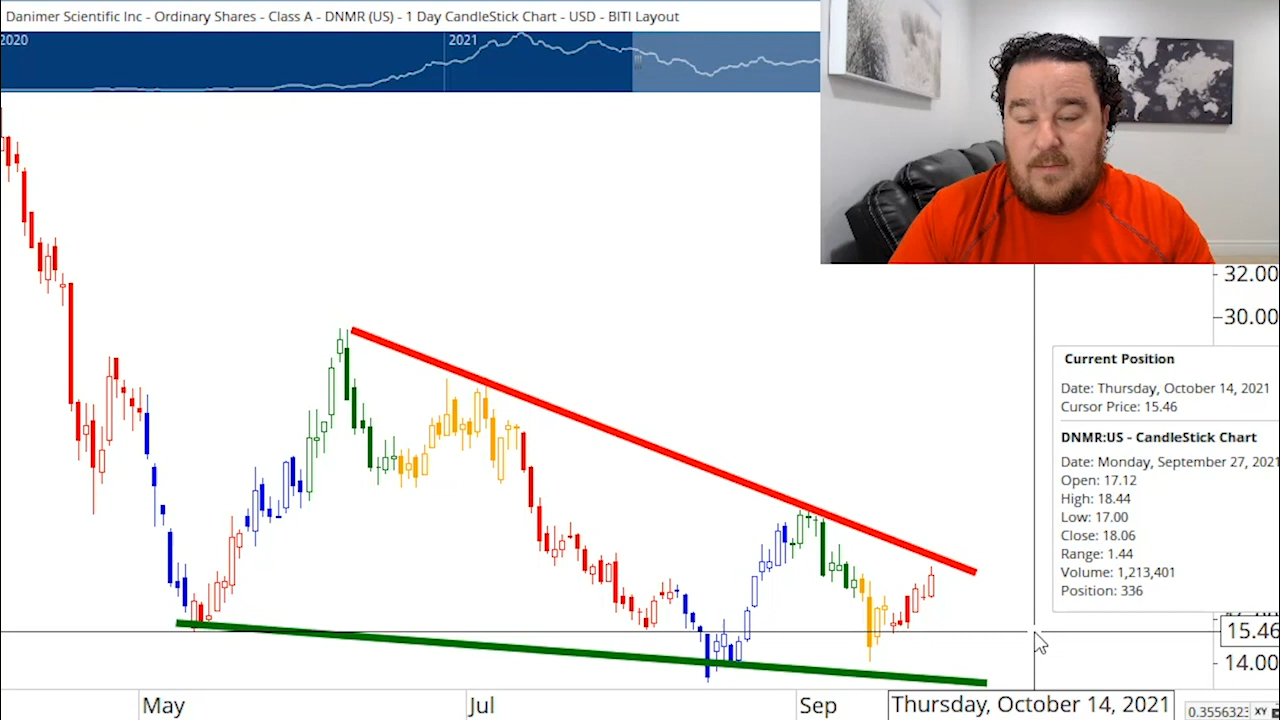 Danimer Scientific Inc - Ordinary Shares - Class A - DNMR (US) - 1 Day CandleStick Chart - USD - BITI Layout
2020
2021
32.00
30.00
Current Position
Date: Thursday, October 14, 2021
Cursor Price: 15.46
DNMR:US - CandleStick Chart
Date: Monday, September 27, 2021
Open: 17.12
High: 18.44
Low: 17.00
Close: 18.06
Range: 1.44
Volume: 1,213,401
Position: 336
15.46
14.00
May
Jul
Sep
Thursday, October 14, 2021
0.3556323
XY